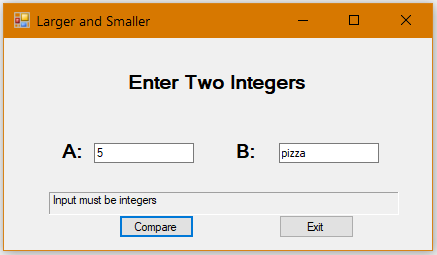 Larger and Smaller
Enter Two Integers
A: 5 B: pizza
Input must be integers
Compare Exit